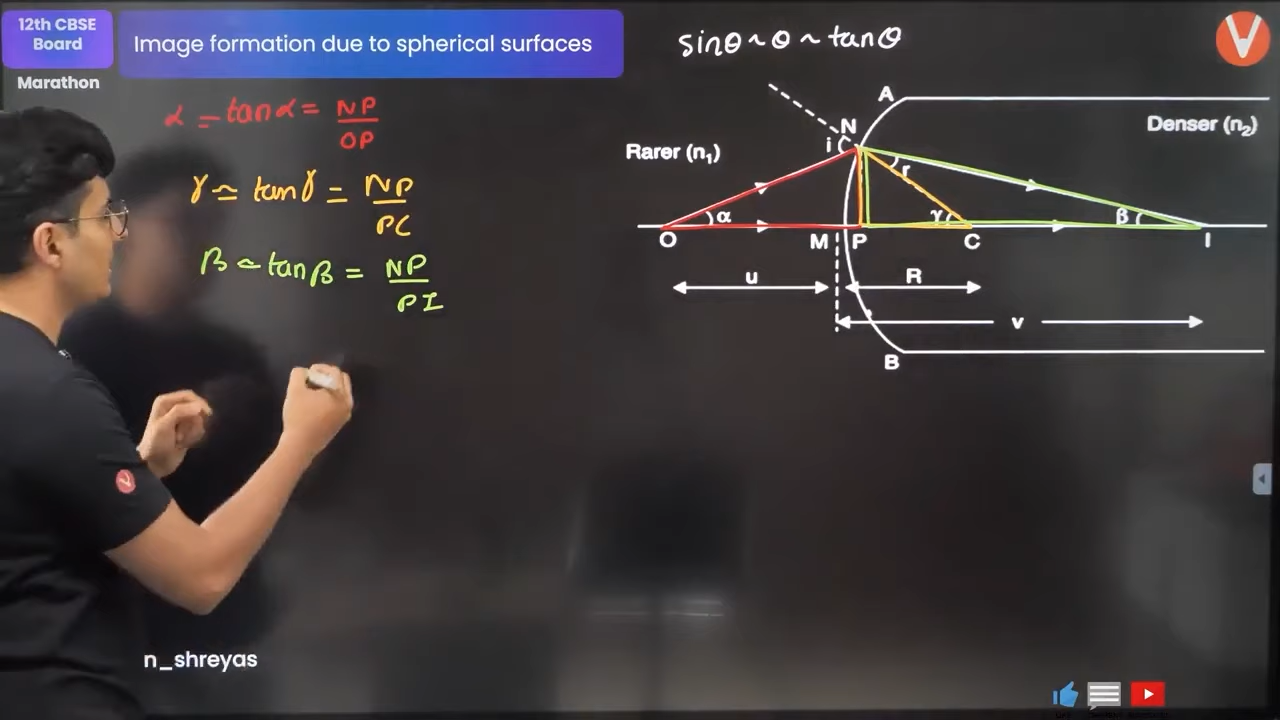 12th CBSE
Board
Marathon
Image formation due to spherical surfaces
sinθ ~ θ ~ tanθ
α = tanα = NP/OP
γ ≃ tanγ = NP/PC
β ~ tanβ = NP/PI
A
N
i
Denser (n₂)
Rarer (n₁)
r
α
γ
β
O
M
P
C
I
u
R
v
B
n_shreyas